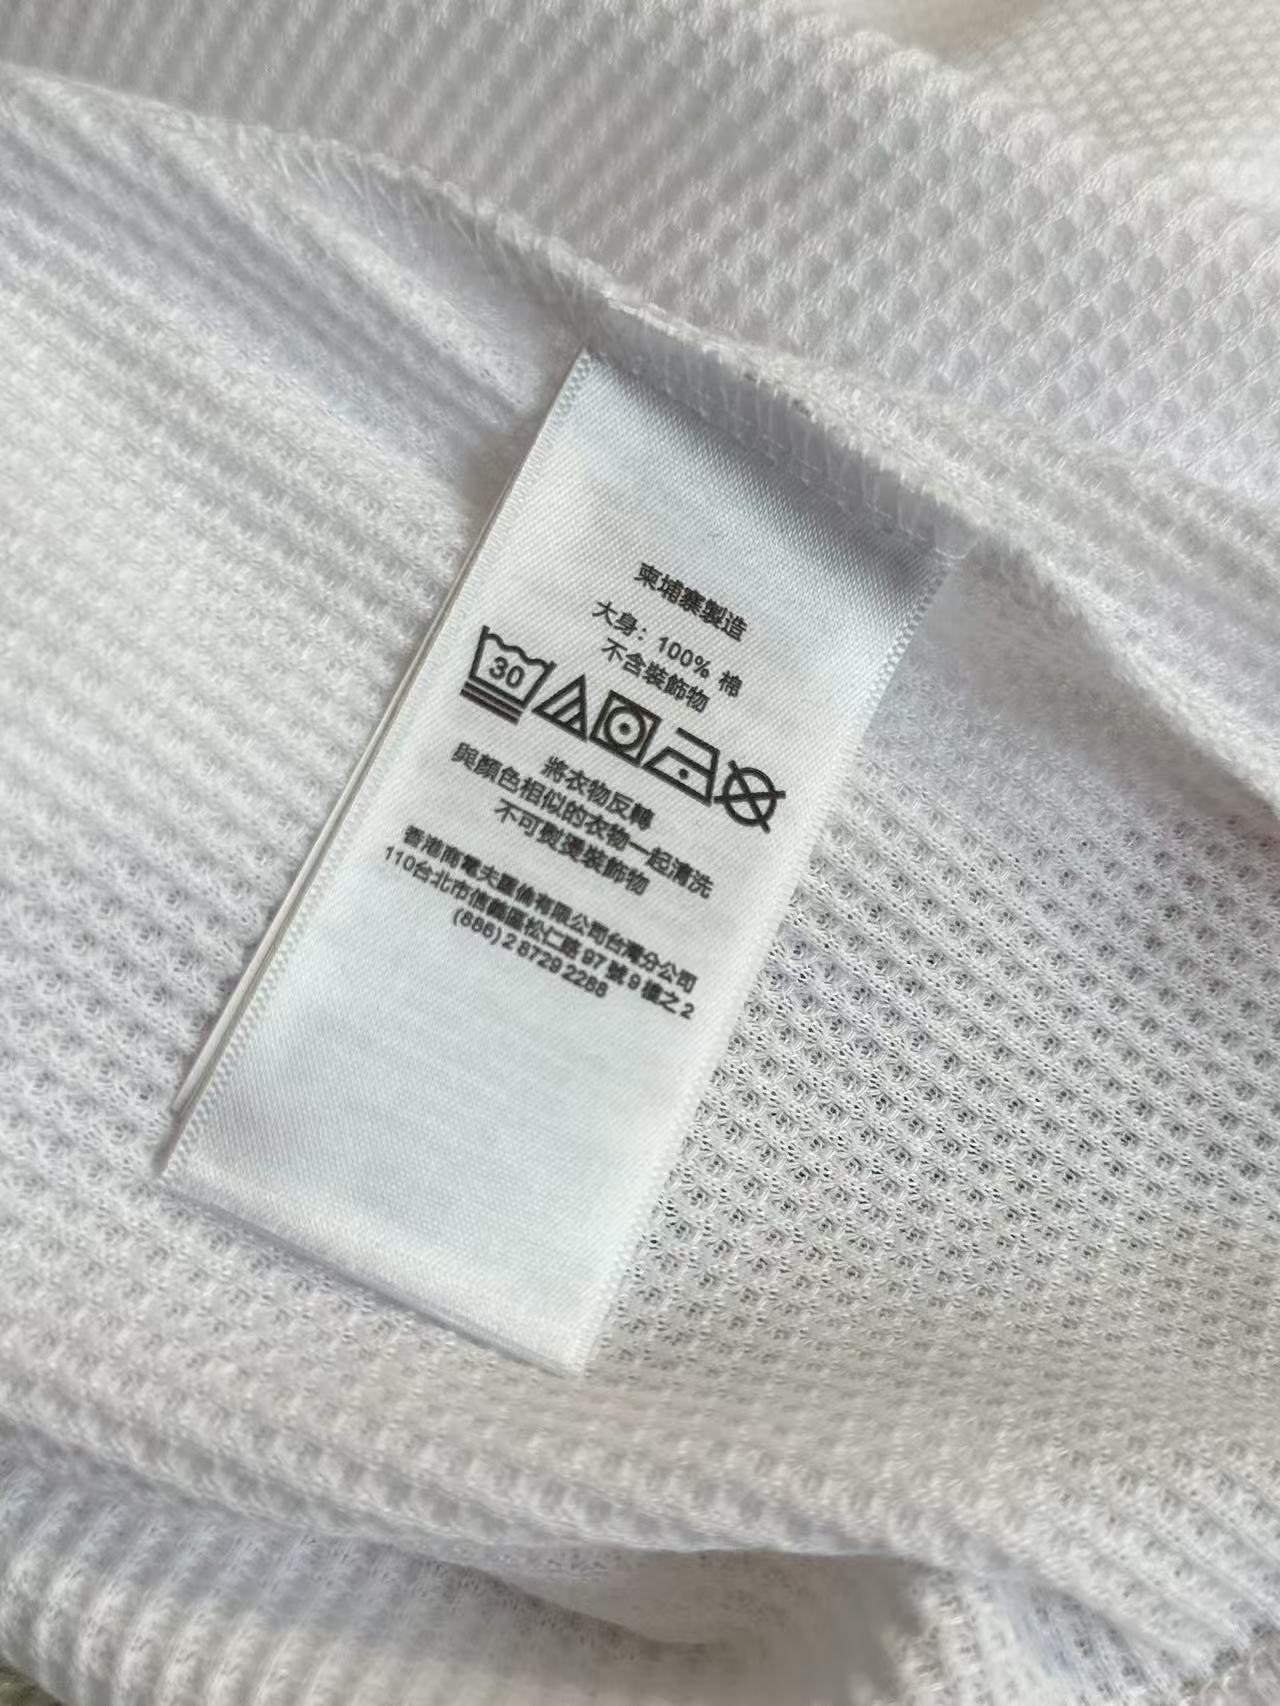 柬埔寨製造
大身：100% 棉
不含裝飾物
30
將衣物反轉
與顏色相似的衣物一起清洗
不可熨燙裝飾物
香港商電夫羅倫有限公司台灣分公司
110台北市信義區松仁路 97 號 9 樓之 2
(886) 2 8729 2288